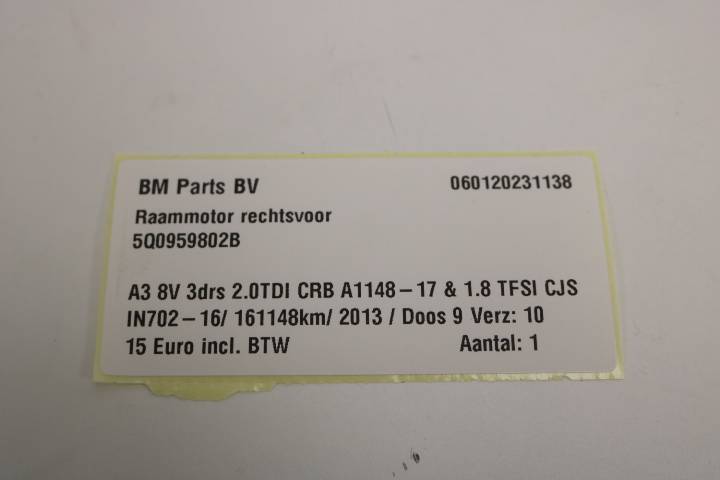 BM Parts BV 060120231138
Raammotor rechtsvoor
5Q0959802B
A3 8V 3drs 2.0TDI CRB A1148-17 & 1.8 TFSI CJS
IN702-16/ 161148km/ 2013 / Doos 9 Verz: 10
15 Euro incl. BTW Aantal: 1